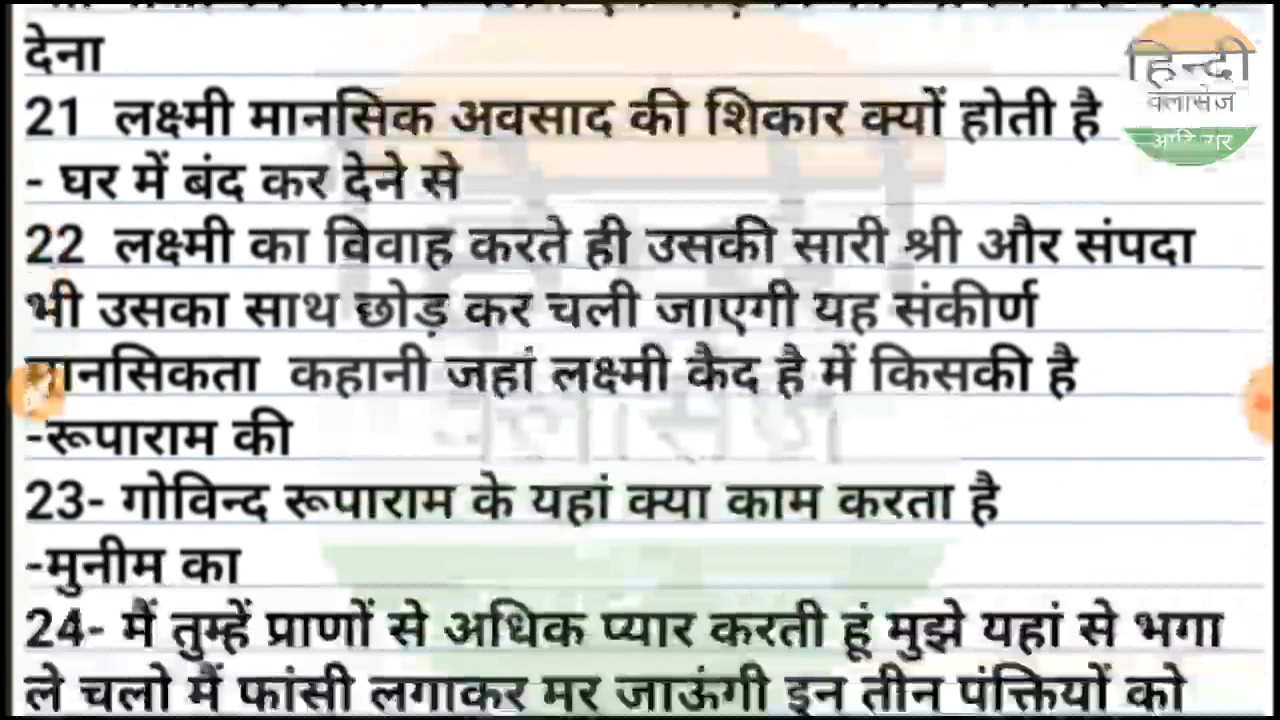 देना
21 लक्ष्मी मानसिक अवसाद की शिकार क्यों होती है
- घर में बंद कर देने से
22 लक्ष्मी का विवाह करते ही उसकी सारी श्री और संपदा
भी उसका साथ छोड़ कर चली जाएगी यह संकीर्ण
मानसिकता कहानी जहां लक्ष्मी कैद है में किसकी है
-रूपाराम की
23- गोविन्द रूपाराम के यहां क्या काम करता है
-मुनीम का
24- मैं तुम्हें प्राणों से अधिक प्यार करती हूं मुझे यहां से भगा
ले चलो मैं फांसी लगाकर मर जाऊंगी इन तीन पंक्तियों को
हिन्दी
क्लासेज